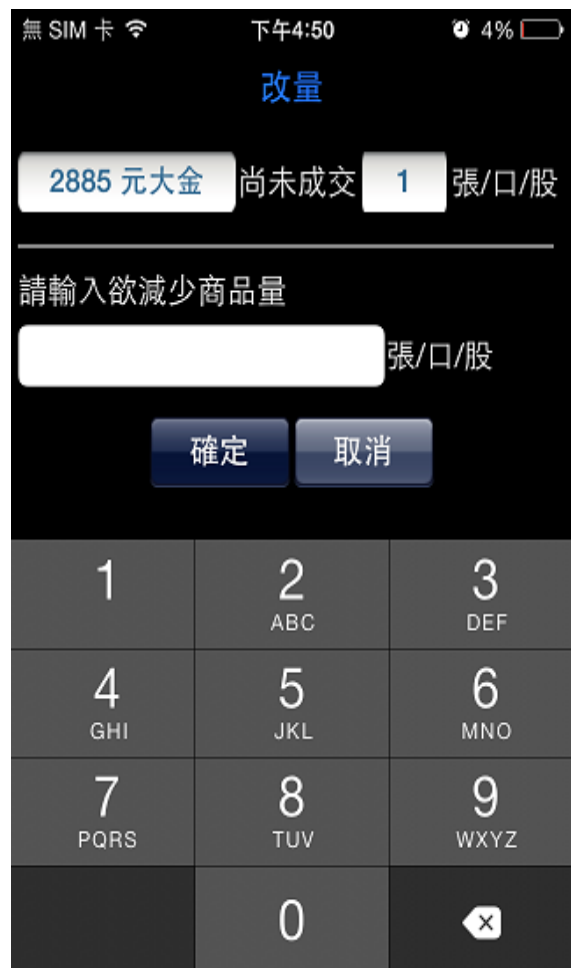 無 SIM 卡 下午4:50 4%
改量
2885 元大金 尚未成交 1 張/口/股
請輸入欲減少商品量
張/口/股
確定 取消
1 2 3
ABC DEF
4 5 6
GHI JKL MNO
7 8 9
PQRS TUV WXYZ
0